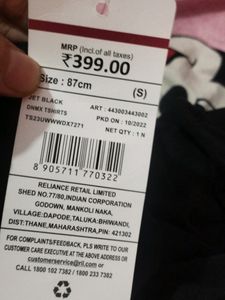 MRP (Incl.of all taxes)
₹399.00
Size : 87cm (S)
JET BLACK
ART : 443003443002
DNMX TSHIRTS
PKD ON : 10/2022
TS23UWWWDX7271
NET QTY : 1 N
8 905711 770322
RELIANCE RETAIL LIMITED
SHED NO.77/80, INDIAN CORPORATION
GODOWN, MANKOLI NAKA,
VILLAGE:DAPODE,TALUKA:BHIWANDI,
DIST:THANE,MAHARASHTRA,PIN: 421302
FOR COMPLAINTS/FEEDBACK, PLS WRITE TO OUR
CUSTOMER CARE EXECUTIVE AT THE ABOVE ADDRESS OR
customerservice@ril.com or
CALL 1800 102 7382 / 1800 233 7382